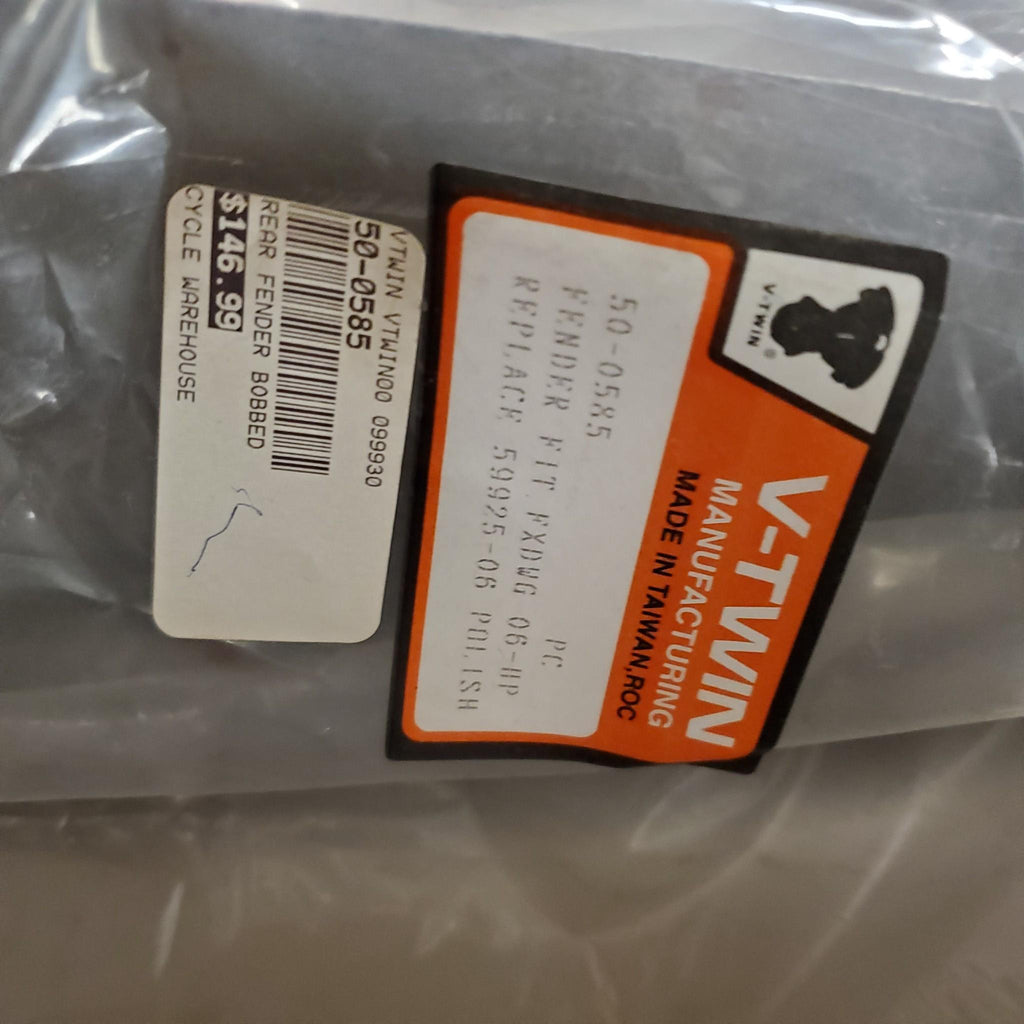 VTWIN VTWIN00 099930
50-0585
REAR FENDER BOBBED
$146.99
CYCLE WAREHOUSE
V-TWIN
®
V-TWIN
MANUFACTURING
MADE IN TAIWAN,ROC
50-0585
PC
FENDER FIT FXDWG 06-UP
REPLACE 59925-06 POLISH